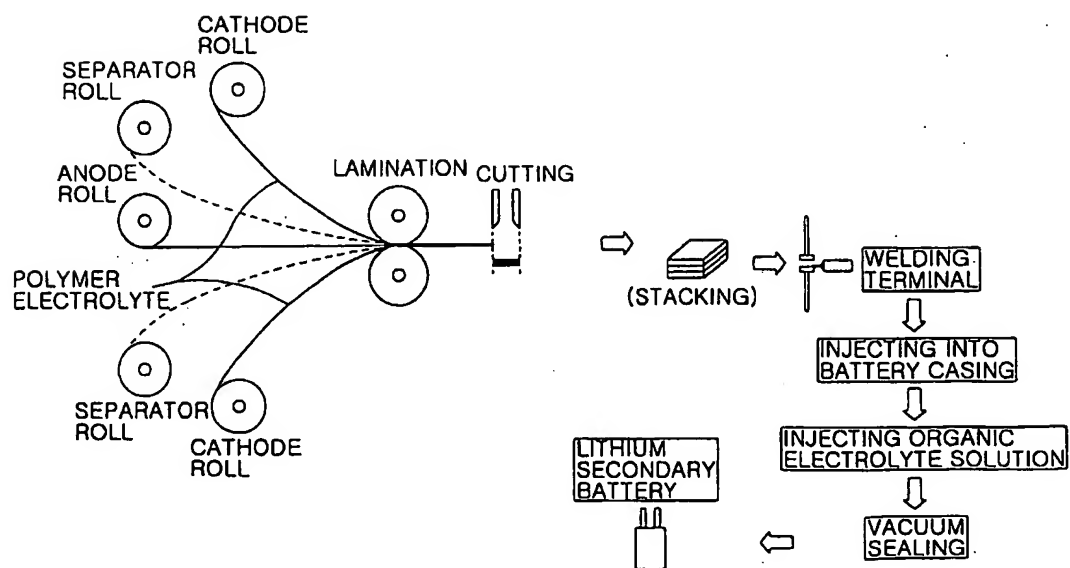 CATHODE
ROLL
SEPARATOR
ROLL
ANODE
ROLL
LAMINATION
CUTTING
POLYMER
ELECTROLYTE
SEPARATOR
ROLL
CATHODE
ROLL
(STACKING)
WELDING
TERMINAL
INJECTING INTO
BATTERY CASING
INJECTING ORGANIC
ELECTROLYTE SOLUTION
VACUUM
SEALING
LITHIUM
SECONDARY
BATTERY